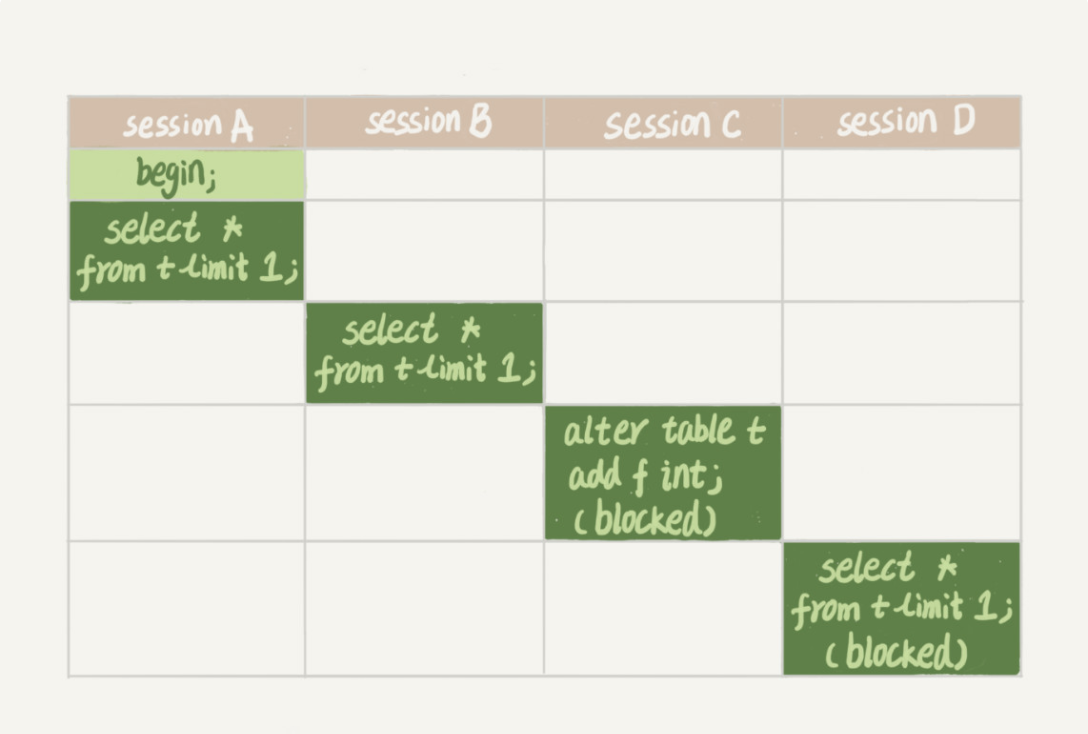 session A
session B
session C
session D
begin;
select *
from t limit 1;
select *
from t limit 1;
alter table t
add f int;
(blocked)
select *
from t limit 1;
(blocked)